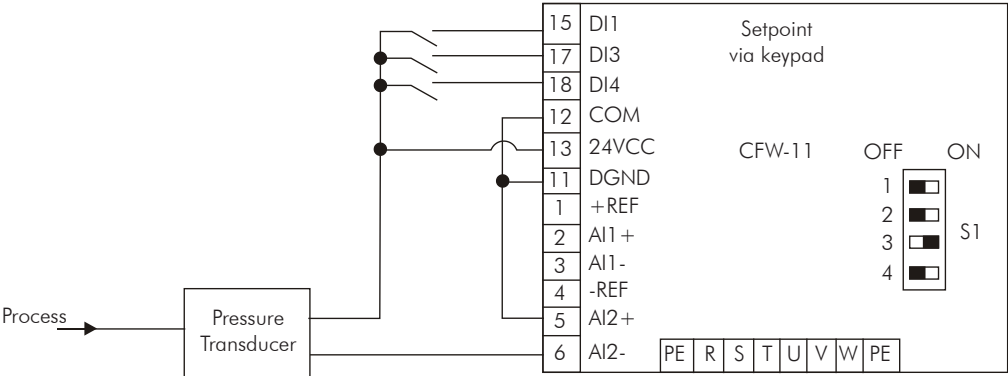 15 DI1
17 DI3
18 DI4
12 COM
13 24VCC
11 DGND
1 +REF
2 AI1+
3 AI1-
4 -REF
5 AI2+
6 AI2-
Setpoint
via keypad
CFW-11
OFF ON
1
2
3
4
S1
PE R S T U V W PE
Process
Pressure
Transducer